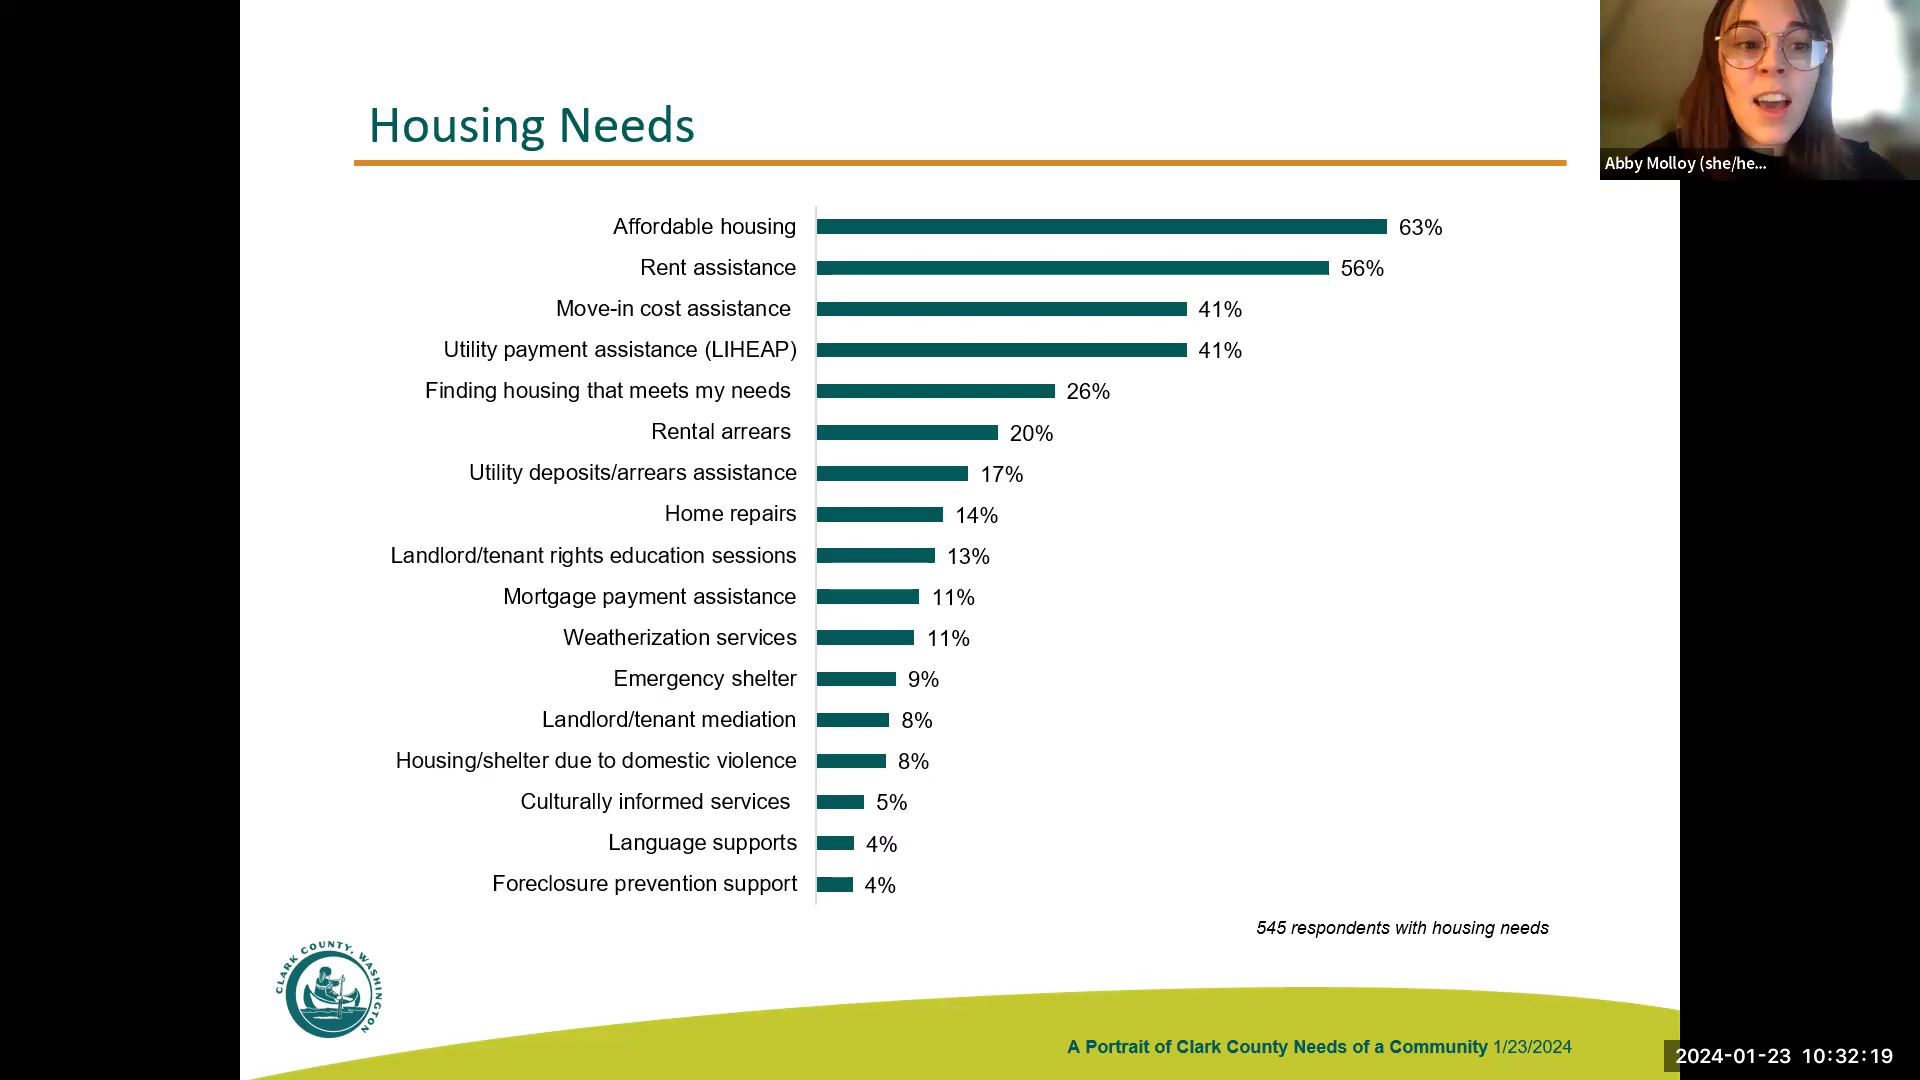 Housing Needs
Abby Molloy (she/he...
Affordable housing 63%
Rent assistance 56%
Move-in cost assistance 41%
Utility payment assistance (LIHEAP) 41%
Finding housing that meets my needs 26%
Rental arrears 20%
Utility deposits/arrears assistance 17%
Home repairs 14%
Landlord/tenant rights education sessions 13%
Mortgage payment assistance 11%
Weatherization services 11%
Emergency shelter 9%
Landlord/tenant mediation 8%
Housing/shelter due to domestic violence 8%
Culturally informed services 5%
Language supports 4%
Foreclosure prevention support 4%
545 respondents with housing needs
CLARK COUNTY, WASHINGTON
A Portrait of Clark County Needs of a Community 1/23/2024
2024-01-23 10:32:19